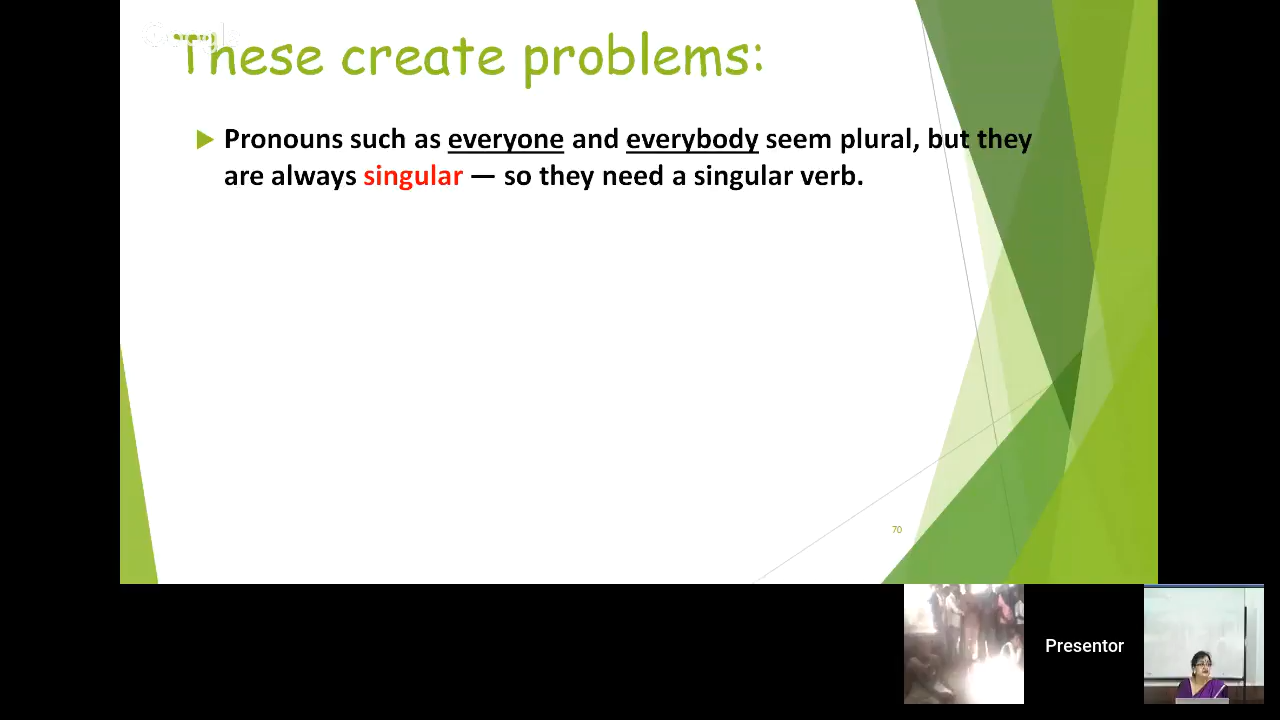 Google
These create problems:
Pronouns such as everyone and everybody seem plural, but they
are always singular — so they need a singular verb.
70
Presentor